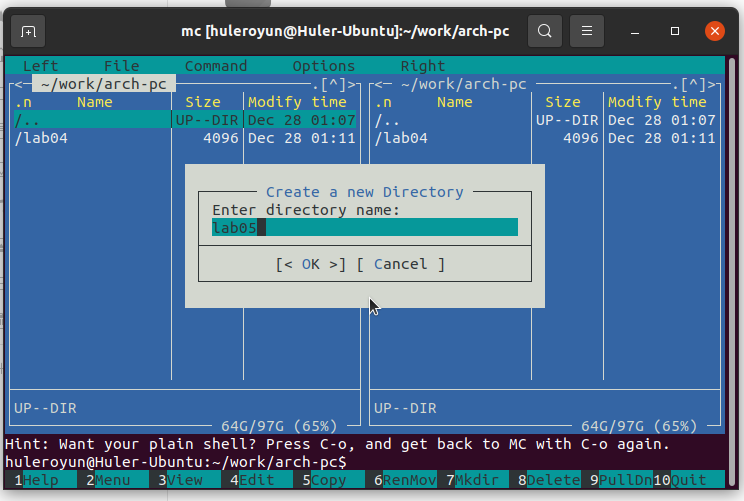 mc [huleroyun@Huler-Ubuntu]:~/work/arch-pc
Left File Command Options Right
<─ ~/work/arch-pc ─.[^]>
.n Name Size Modify time
/.. UP--DIR Dec 28 01:07
/lab04 4096 Dec 28 01:11
UP--DIR
64G/97G (65%)
<─ ~/work/arch-pc ─.[^]>
.n Name Size Modify time
/.. UP--DIR Dec 28 01:07
/lab04 4096 Dec 28 01:11
UP--DIR
64G/97G (65%)
Create a new Directory
Enter directory name:
lab05
[< OK >] [ Cancel ]
Hint: Want your plain shell? Press C-o, and get back to MC with C-o again.
huleroyun@Huler-Ubuntu:~/work/arch-pc$
1Help 2Menu 3View 4Edit 5Copy 6RenMov 7Mkdir 8Delete 9PullDn 10Quit